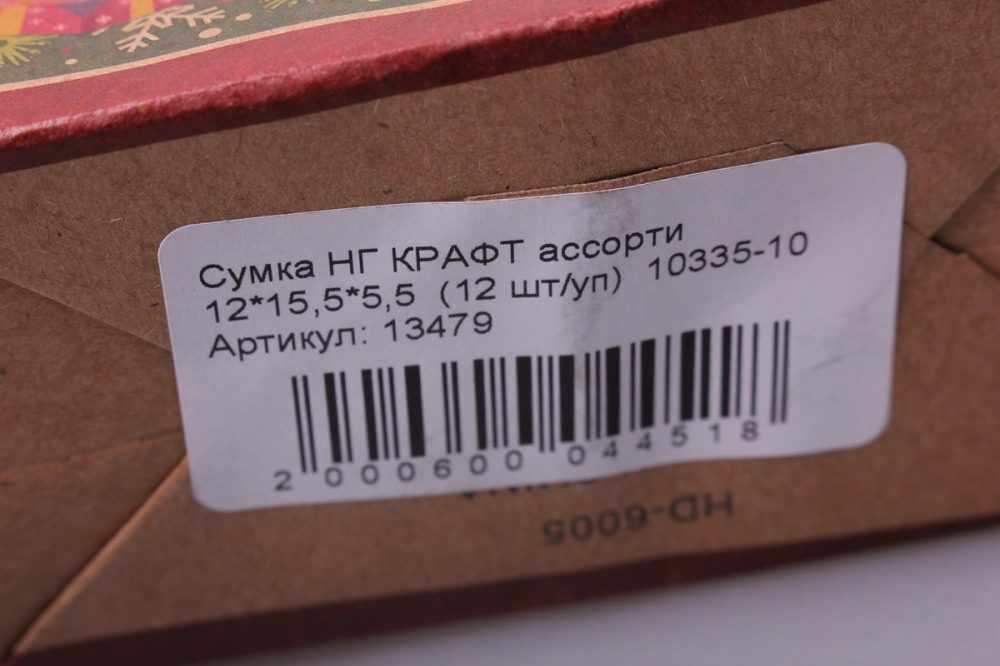 Сумка НГ КРАФТ ассорти
12*15,5*5,5 (12 шт/уп) 10335-10
Артикул: 13479
2 000600 044518
HD-6005